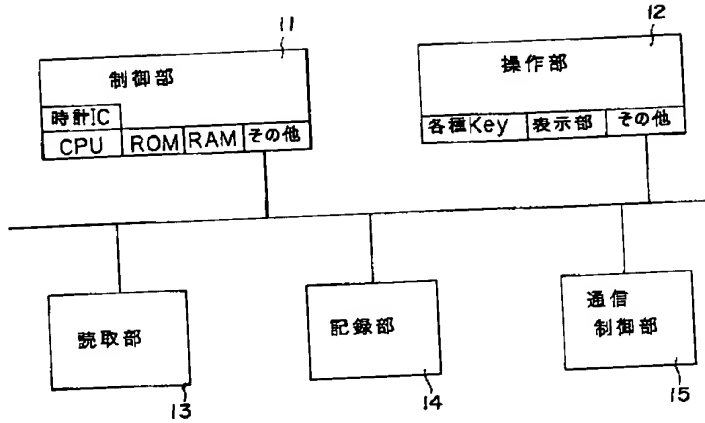 11
制御部
時計IC
CPU ROM RAM その他
12
操作部
各種Key 表示部 その他
読取部
13
記録部
14
通信
制御部
15